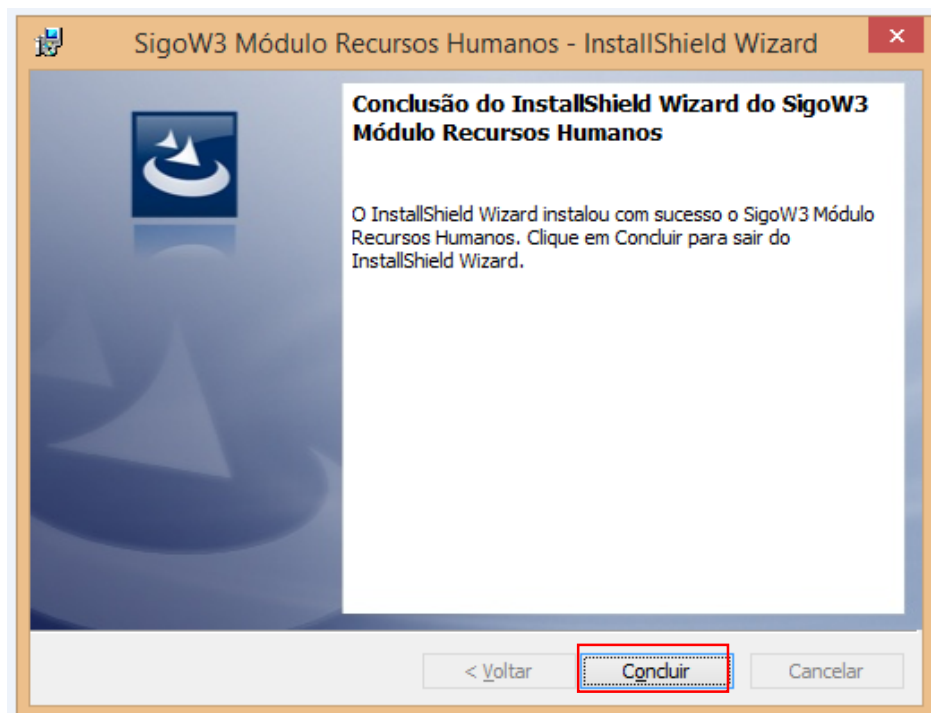 SigoW3 Módulo Recursos Humanos - InstallShield Wizard
Conclusão do InstallShield Wizard do SigoW3
Módulo Recursos Humanos
O InstallShield Wizard instalou com sucesso o SigoW3 Módulo
Recursos Humanos. Clique em Concluir para sair do
InstallShield Wizard.
< Voltar Concluir Cancelar